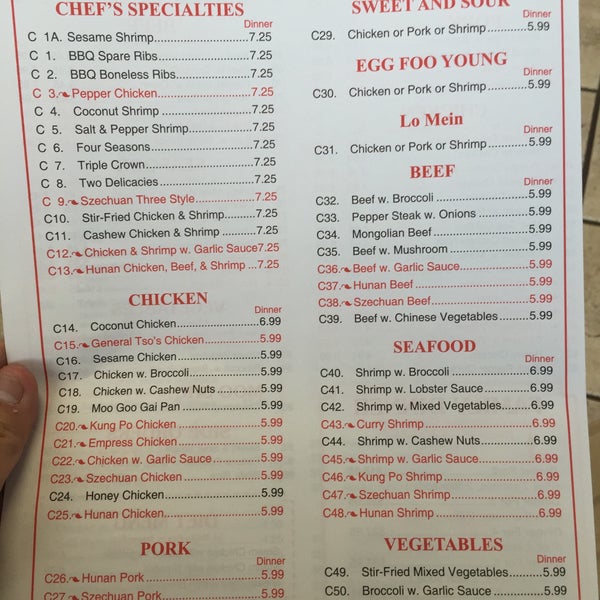 CHEF'S SPECIALTIES
Dinner
C 1A. Sesame Shrimp 7.25
C 1. BBQ Spare Ribs 7.25
C 2. BBQ Boneless Ribs 7.25
C 3. Pepper Chicken 7.25
C 4. Coconut Shrimp 7.25
C 5. Salt & Pepper Shrimp 7.25
C 6. Four Seasons 7.25
C 7. Triple Crown 7.25
C 8. Two Delicacies 7.25
C 9. Szechuan Three Style 7.25
C10. Stir-Fried Chicken & Shrimp 7.25
C11. Cashew Chicken & Shrimp 7.25
C12. Chicken & Shrimp w. Garlic Sauce 7.25
C13. Hunan Chicken, Beef, & Shrimp ... 7.25
CHICKEN
Dinner
C14. Coconut Chicken 6.99
C15. General Tso's Chicken 5.99
C16. Sesame Chicken 5.99
C17. Chicken w. Broccoli 5.99
C18. Chicken w. Cashew Nuts 5.99
C19. Moo Goo Gai Pan 5.99
C20. Kung Po Chicken 5.99
C21. Empress Chicken 5.99
C22. Chicken w. Garlic Sauce 5.99
C23. Szechuan Chicken 5.99
C24. Honey Chicken 5.99
C25. Hunan Chicken 5.99
PORK
Dinner
C26. Hunan Pork 5.99
C27. Szechuan Pork 5.99
SWEET AND SOUR
Dinner
C29. Chicken or Pork or Shrimp 5.99
EGG FOO YOUNG
Dinner
C30. Chicken or Pork or Shrimp 5.99
Lo Mein
Dinner
C31. Chicken or Pork or Shrimp 5.99
BEEF
Dinner
C32. Beef w. Broccoli 5.99
C33. Pepper Steak w. Onions 5.99
C34. Mongolian Beef 5.99
C35. Beef w. Mushroom 5.99
C36. Beef w. Garlic Sauce 5.99
C37. Hunan Beef 5.99
C38. Szechuan Beef 5.99
C39. Beef w. Chinese Vegetables 5.99
SEAFOOD
Dinner
C40. Shrimp w. Broccoli 6.99
C41. Shrimp w. Lobster Sauce 6.99
C42. Shrimp w. Mixed Vegetables 6.99
C43. Curry Shrimp 6.99
C44. Shrimp w. Cashew Nuts 6.99
C45. Shrimp w. Garlic Sauce 6.99
C46. Kung Po Shrimp 6.99
C47. Szechuan Shrimp 6.99
C48. Hunan Shrimp 6.99
VEGETABLES
Dinner
C49. Stir-Fried Mixed Vegetables 5.99
C50. Broccoli w. Garlic Sauce 5.99